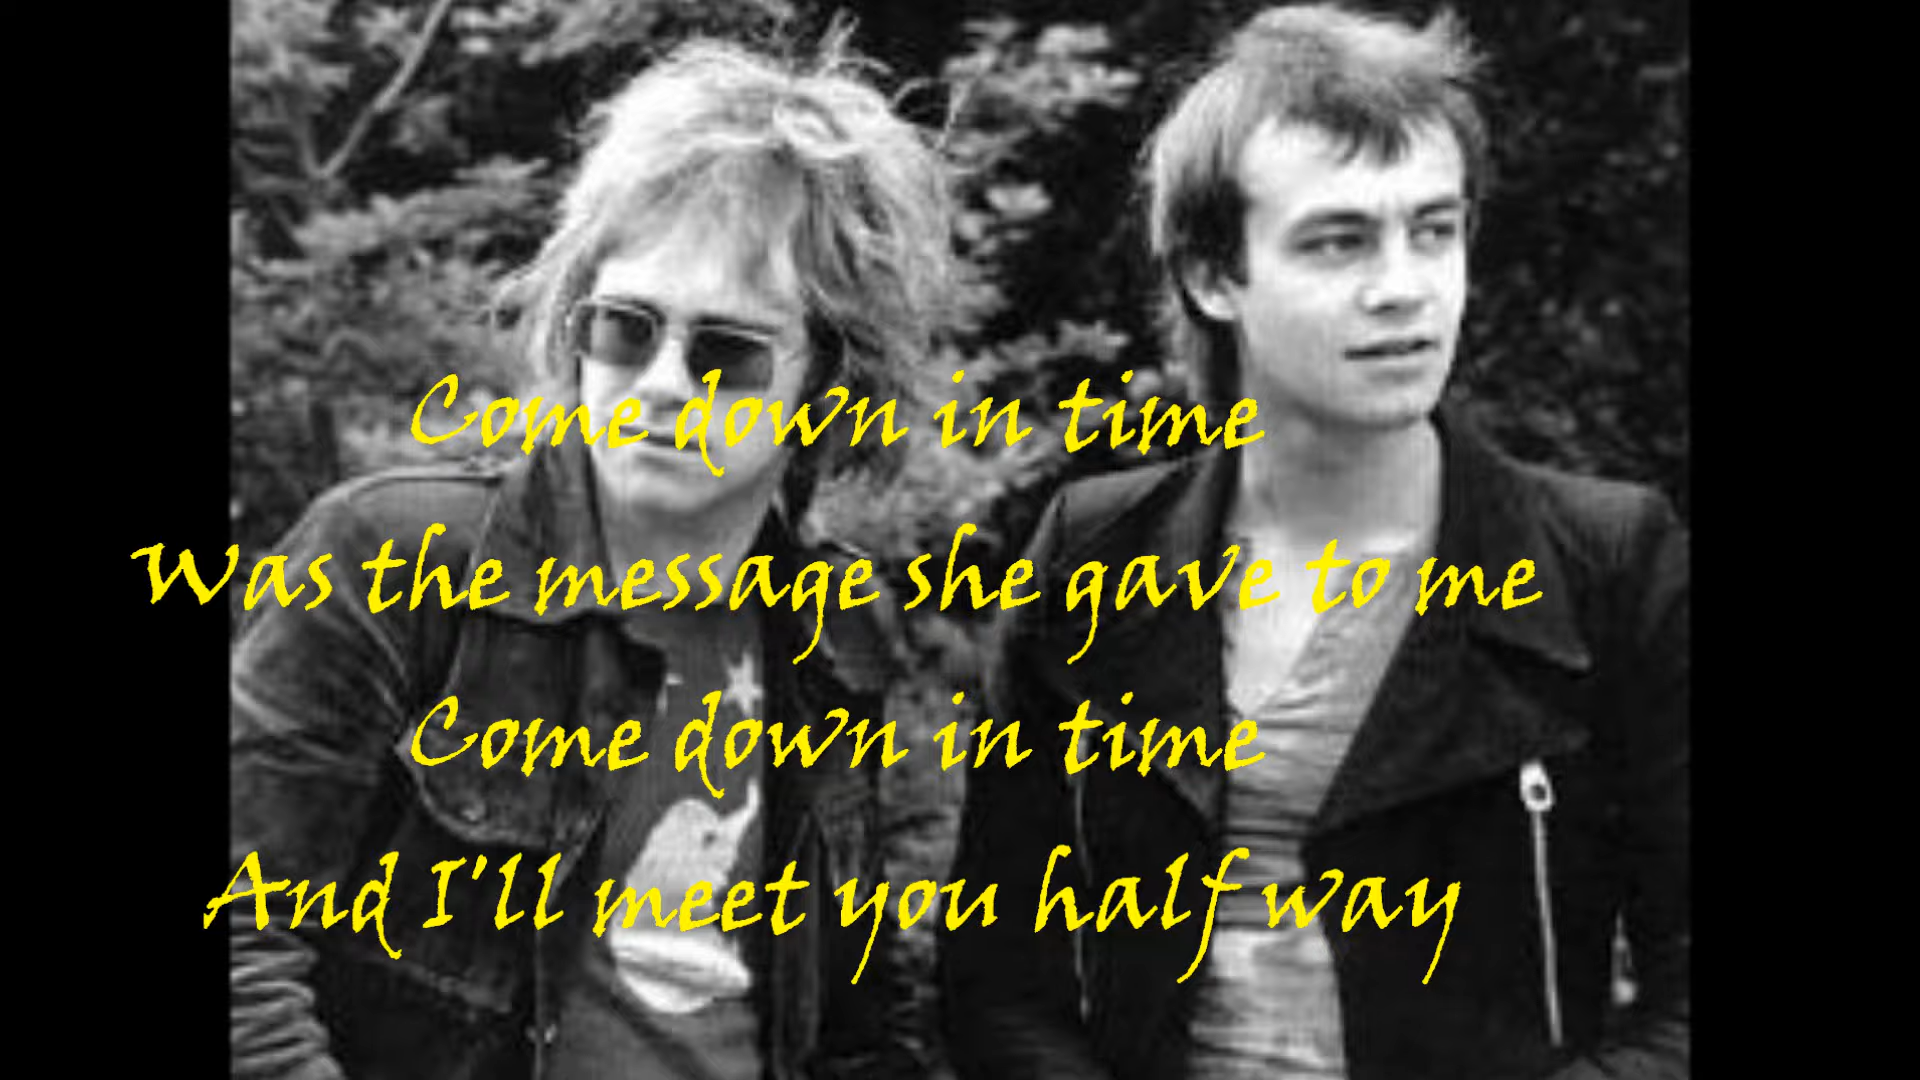 Come down in time
Was the message she gave to me
Come down in time
And I'll meet you half way